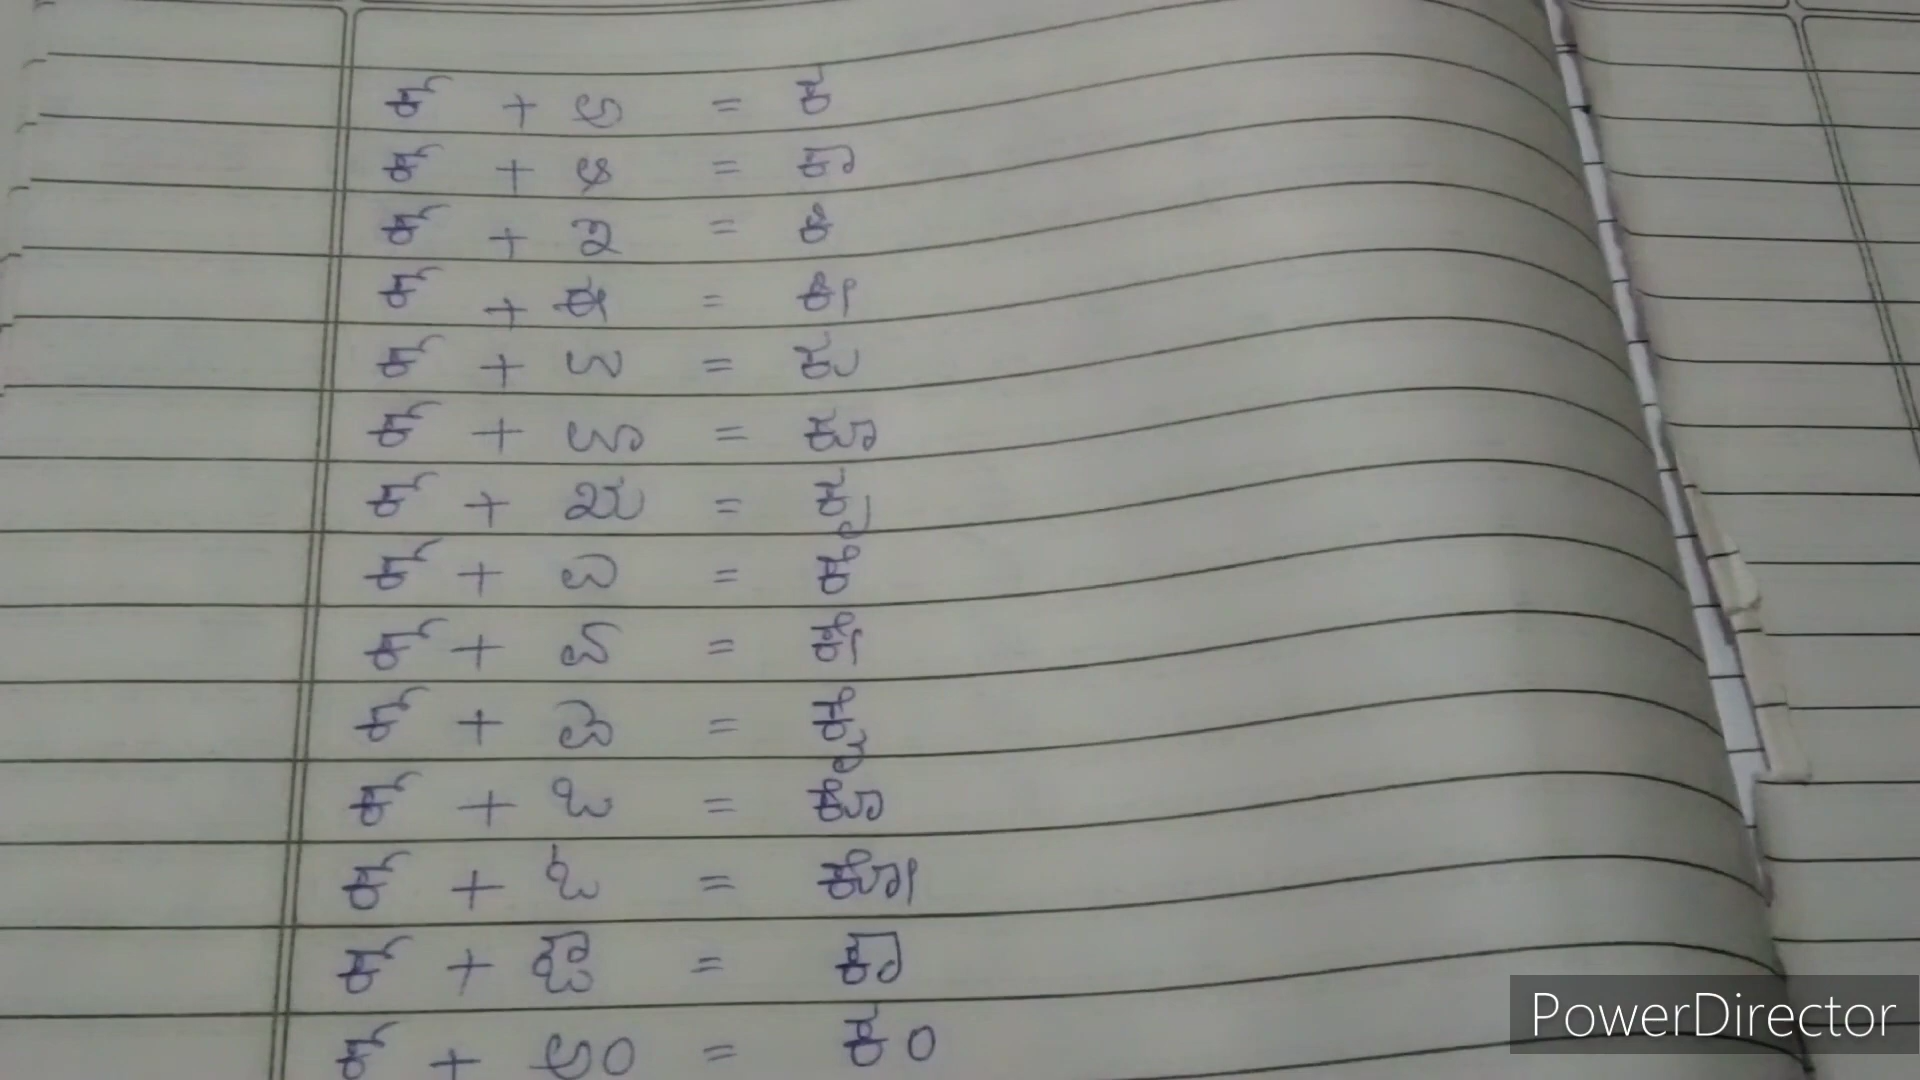 ಕ್ + ಅ = ಕ
ಕ್ + ಆ = ಕಾ
ಕ್ + ಇ = ಕಿ
ಕ್ + ಈ = ಕೀ
ಕ್ + ಉ = ಕು
ಕ್ + ಊ = ಕೂ
ಕ್ + ಋ = ಕೃ
ಕ್ + ಎ = ಕೆ
ಕ್ + ಏ = ಕೇ
ಕ್ + ಐ = ಕೈ
ಕ್ + ಒ = ಕೊ
ಕ್ + ಓ = ಕೋ
ಕ್ + ಔ = ಕೌ
ಕ್ + ಅಂ = ಕಂ
PowerDirector